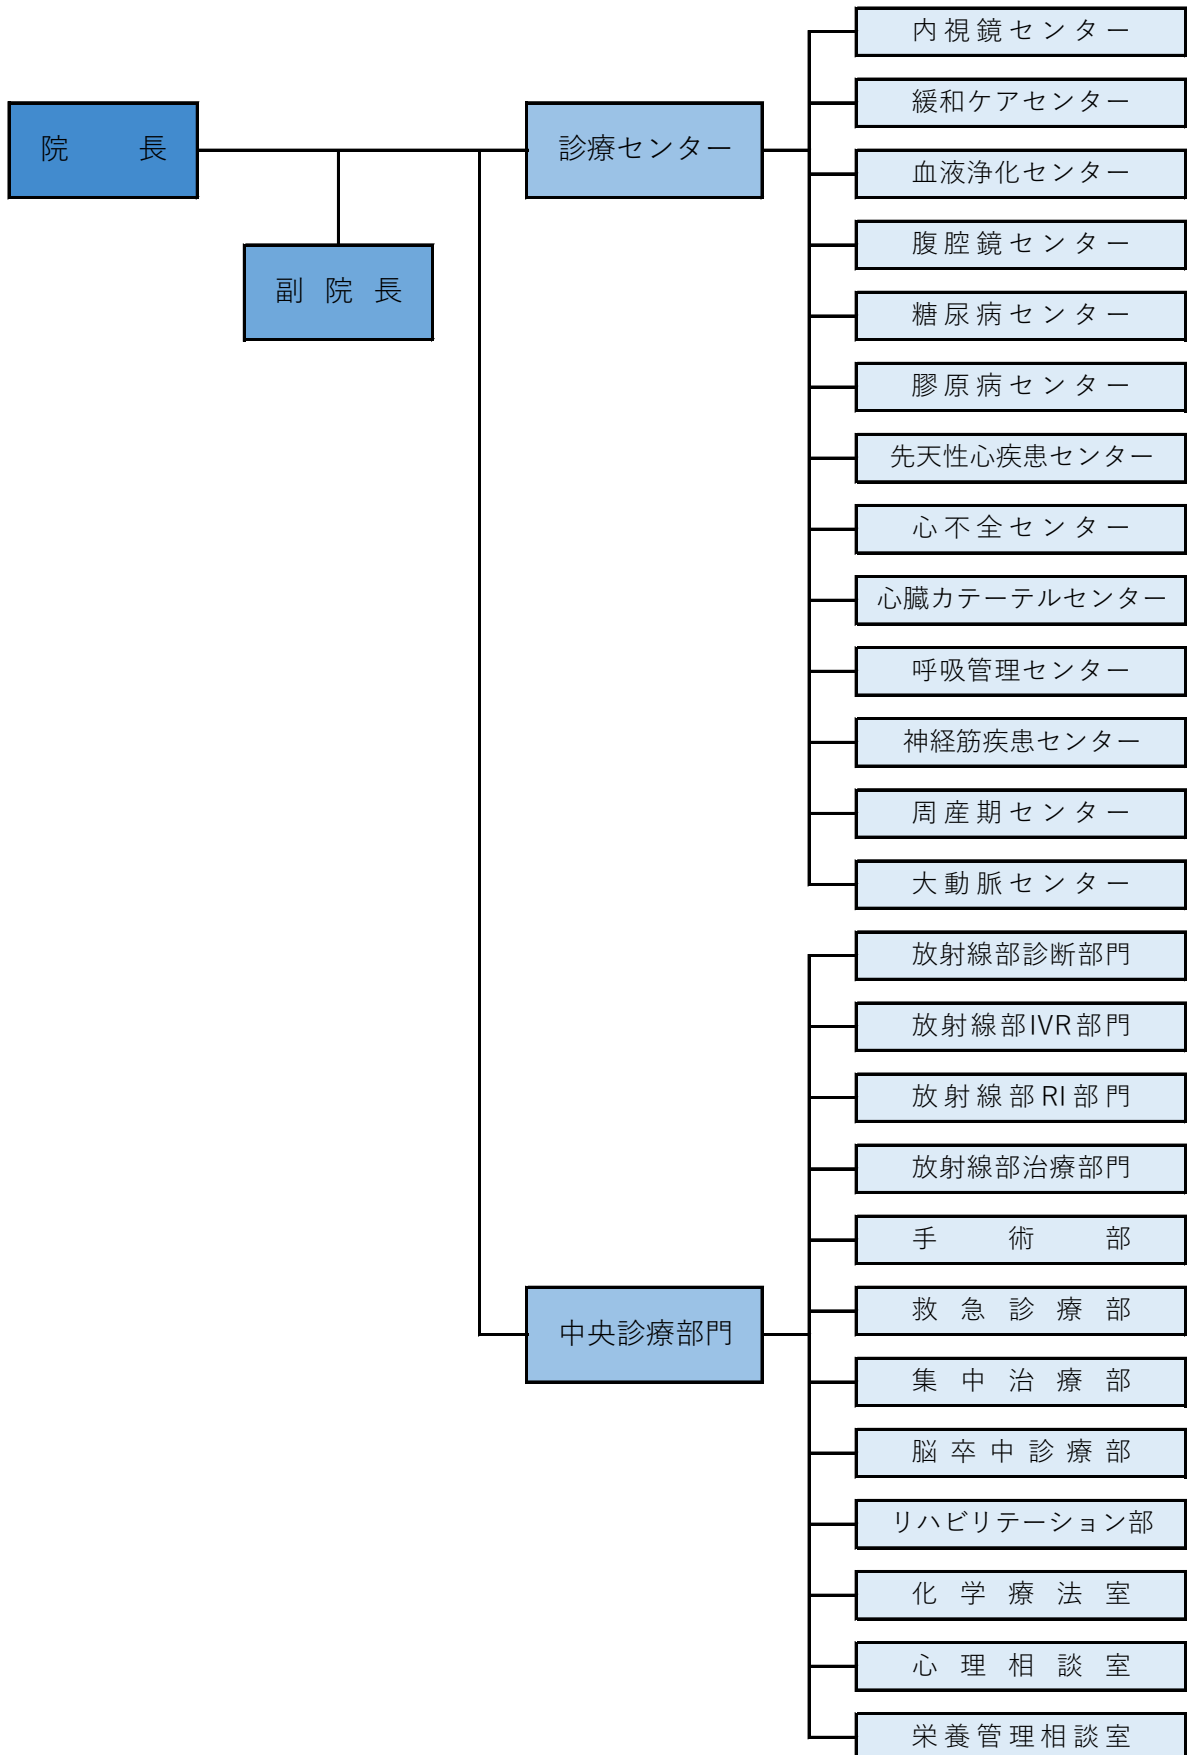 院長
副院長
診療センター
内視鏡センター
緩和ケアセンター
血液浄化センター
腹腔鏡センター
糖尿病センター
膠原病センター
先天性心疾患センター
心不全センター
心臓カテーテルセンター
呼吸管理センター
神経筋疾患センター
周産期センター
大動脈センター
中央診療部門
放射線部診断部門
放射線部IVR部門
放射線部RI部門
放射線部治療部門
手術部
救急診療部
集中治療部
脳卒中診療部
リハビリテーション部
化学療法室
心理相談室
栄養管理相談室